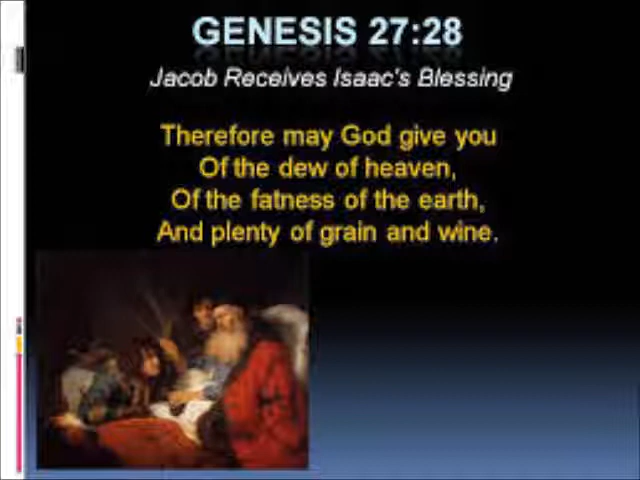 GENESIS 27:28
Jacob Receives Isaac's Blessing
Therefore may God give you
Of the dew of heaven,
Of the fatness of the earth,
And plenty of grain and wine.